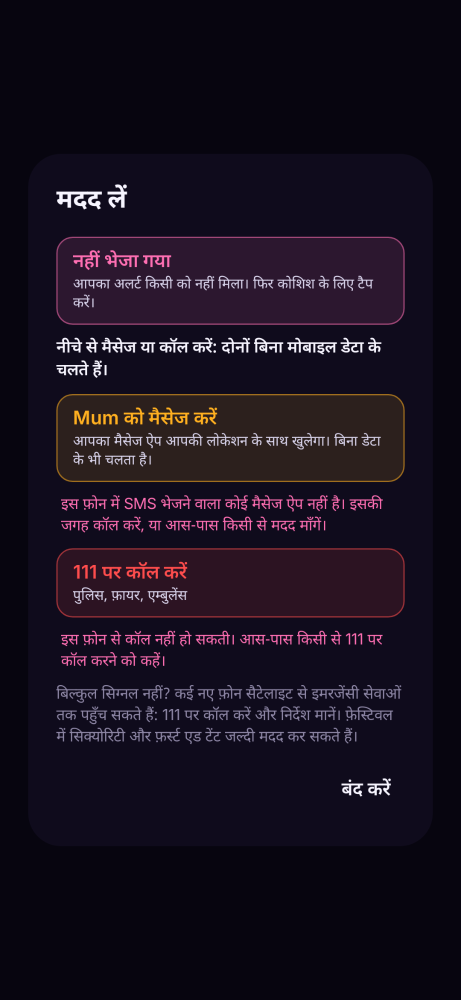 मदद लें
नहीं भेजा गया
आपका अलर्ट किसी को नहीं मिला। फिर कोशिश के लिए टैप
करें।
नीचे से मैसेज या कॉल करें: दोनों बिना मोबाइल डेटा के
चलते हैं।
Mum को मैसेज करें
आपका मैसेज ऐप आपकी लोकेशन के साथ खुलेगा। बिना डेटा
के भी चलता है।
इस फ़ोन में SMS भेजने वाला कोई मैसेज ऐप नहीं है। इसकी
जगह कॉल करें, या आस-पास किसी से मदद माँगें।
111 पर कॉल करें
पुलिस, फ़ायर, एम्बुलेंस
इस फ़ोन से कॉल नहीं हो सकती। आस-पास किसी से 111 पर
कॉल करने को कहें।
बिल्कुल सिग्नल नहीं? कई नए फ़ोन सैटेलाइट से इमरजेंसी सेवाओं
तक पहुँच सकते हैं: 111 पर कॉल करें और निर्देश मानें। फ़ेस्टिवल
में सिक्योरिटी और फ़र्स्ट एड टेंट जल्दी मदद कर सकते हैं।
बंद करें